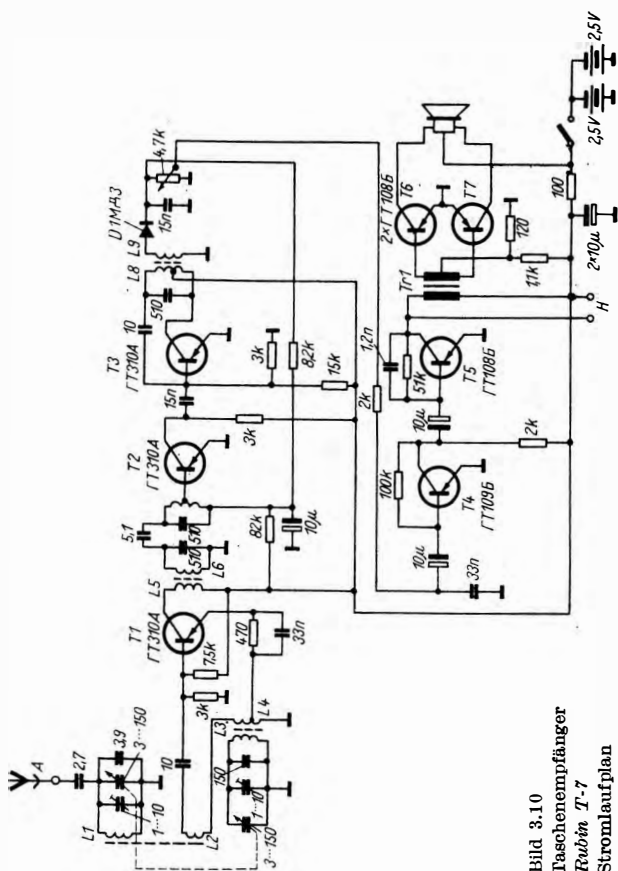 A
2,7
L1
3,9
3...150
1...10
L2
10
3k
7,5k
T1
ГТ310А
470
33n
L3
L4
150
1...10
3...150
L5
L6
5,1
510
510
82k
10µ
T2
ГТ310А
3k
15n
T3
ГТ310А
10
510
L8
L9
D1МД3
15n
4,7k
3k
8,2k
15k
10µ
33n
100k
T4
ГТ109Б
2k
10µ
2k
1,2n
51k
T5
ГТ108Б
Tr1
H
T6
2×ГТ108Б
T7
120
1,1k
2×10µ
100
2,5V
2,5V
Bild 3.10
Taschenempfänger
Rubin T-7
Stromlaufplan